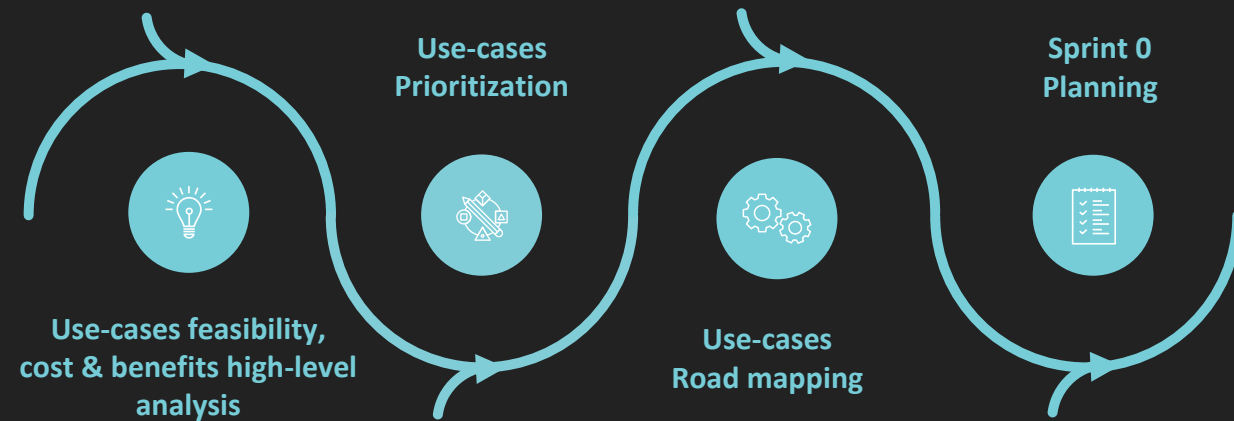 Use-cases feasibility,
cost & benefits high-level
analysis
Use-cases
Prioritization
Use-cases
Road mapping
Sprint 0
Planning